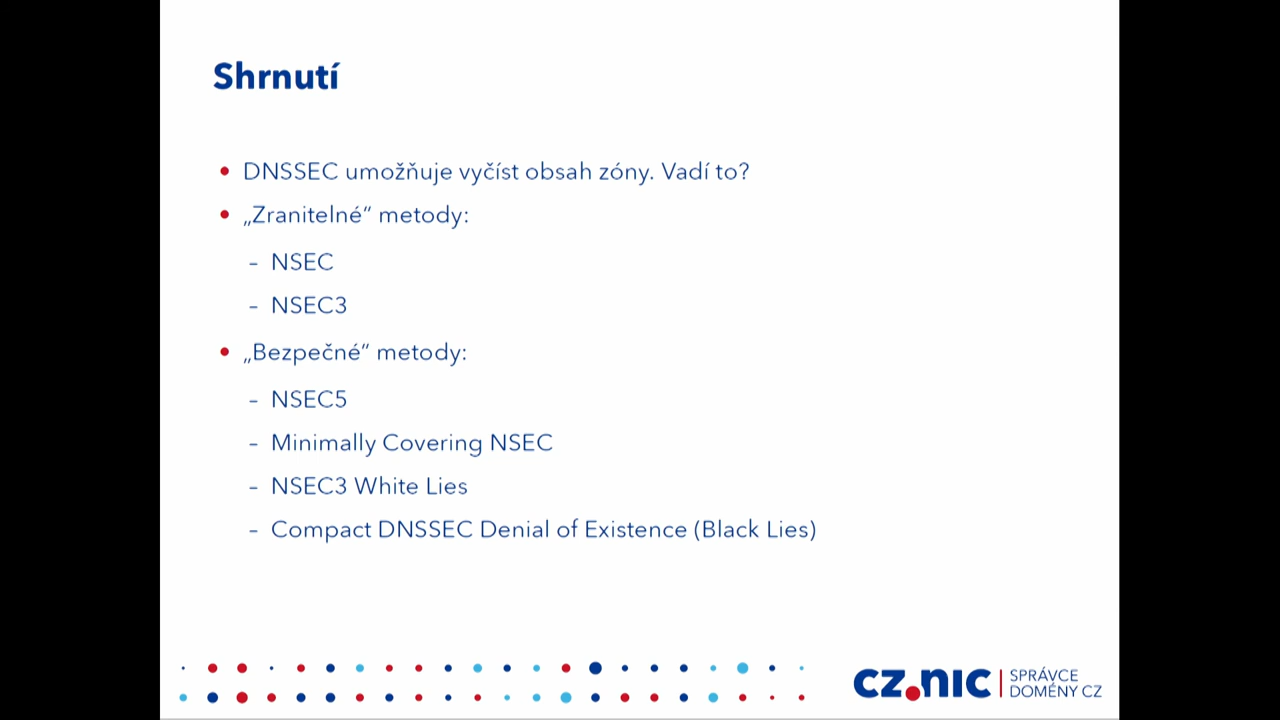 Shrnutí
• DNSSEC umožňuje vyčíst obsah zóny. Vadí to?
• „Zranitelné“ metody:
– NSEC
– NSEC3
• „Bezpečné“ metody:
– NSEC5
– Minimally Covering NSEC
– NSEC3 White Lies
– Compact DNSSEC Denial of Existence (Black Lies)
cz.nic | SPRÁVCE
DOMÉNY CZ